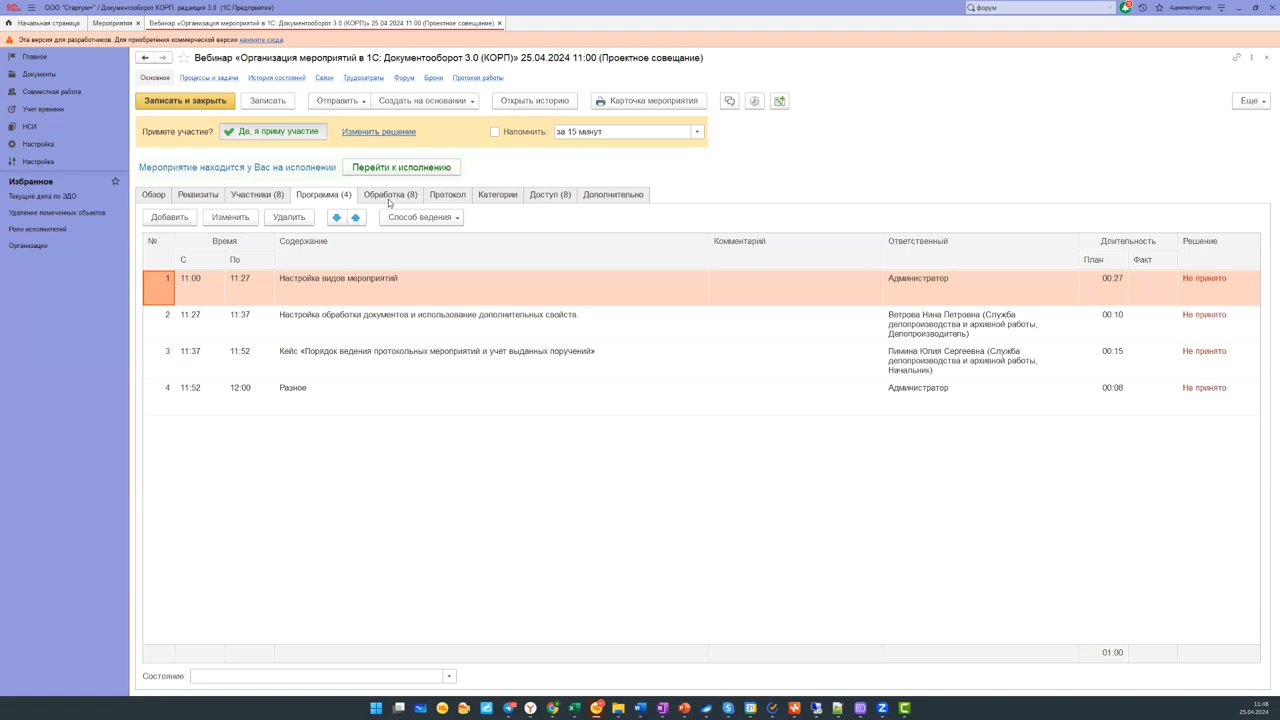 ООО "Стартум+" / Документооборот КОРП, редакция 3.0 (1С:Предприятие)
форум
Администратор
Начальная страница
Мероприятия ×
Вебинар «Организация мероприятий в 1С: Документооборот 3.0 (КОРП)» 25.04.2024 11:00 (Проектное совещание) ×
Эта версия для разработчиков. Для приобретения коммерческой версии нажмите сюда.
Главное
Документы
Совместная работа
Учет времени
НСИ
Настройка
Настройка
Избранное
Текущие дела по ЭДО
Удаление помеченных объектов
Роли исполнителей
Организации
Вебинар «Организация мероприятий в 1С: Документооборот 3.0 (КОРП)» 25.04.2024 11:00 (Проектное совещание)
Основное Процессы и задачи История состояний Связи Трудозатраты Форум Брони Протокол работы
Записать и закрыть Записать Отправить Создать на основании Открыть историю Карточка мероприятия Еще
Примете участие? Да, я приму участие Изменить решение Напомнить: за 15 минут
Мероприятие находится у Вас на исполнении Перейти к исполнению
Обзор Реквизиты Участники (8) Программа (4) Обработка (8) Протокол Категории Доступ (8) Дополнительно
Добавить Изменить Удалить Способ ведения
№ Время Содержание Комментарий Ответственный Длительность Решение
С По План Факт
1 11:00 11:27 Настройка видов мероприятий Администратор 00:27 Не принято
2 11:27 11:37 Настройка обработки документов и использование дополнительных свойств. Ветрова Нина Петровна (Служба 00:10 Не принято
делопроизводства и архивной работы,
Делопроизводитель)
3 11:37 11:52 Кейс «Порядок ведения протокольных мероприятий и учет выданных поручений» Пимина Юлия Сергеевна (Служба 00:15 Не принято
делопроизводства и архивной работы,
Начальник)
4 11:52 12:00 Разное Администратор 00:08 Не принято
01:00
Состояние:
11:48
25.04.2024